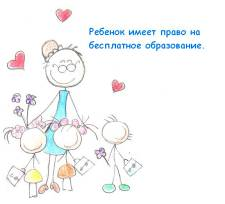 Ребенок имеет право на
бесплатное образование.